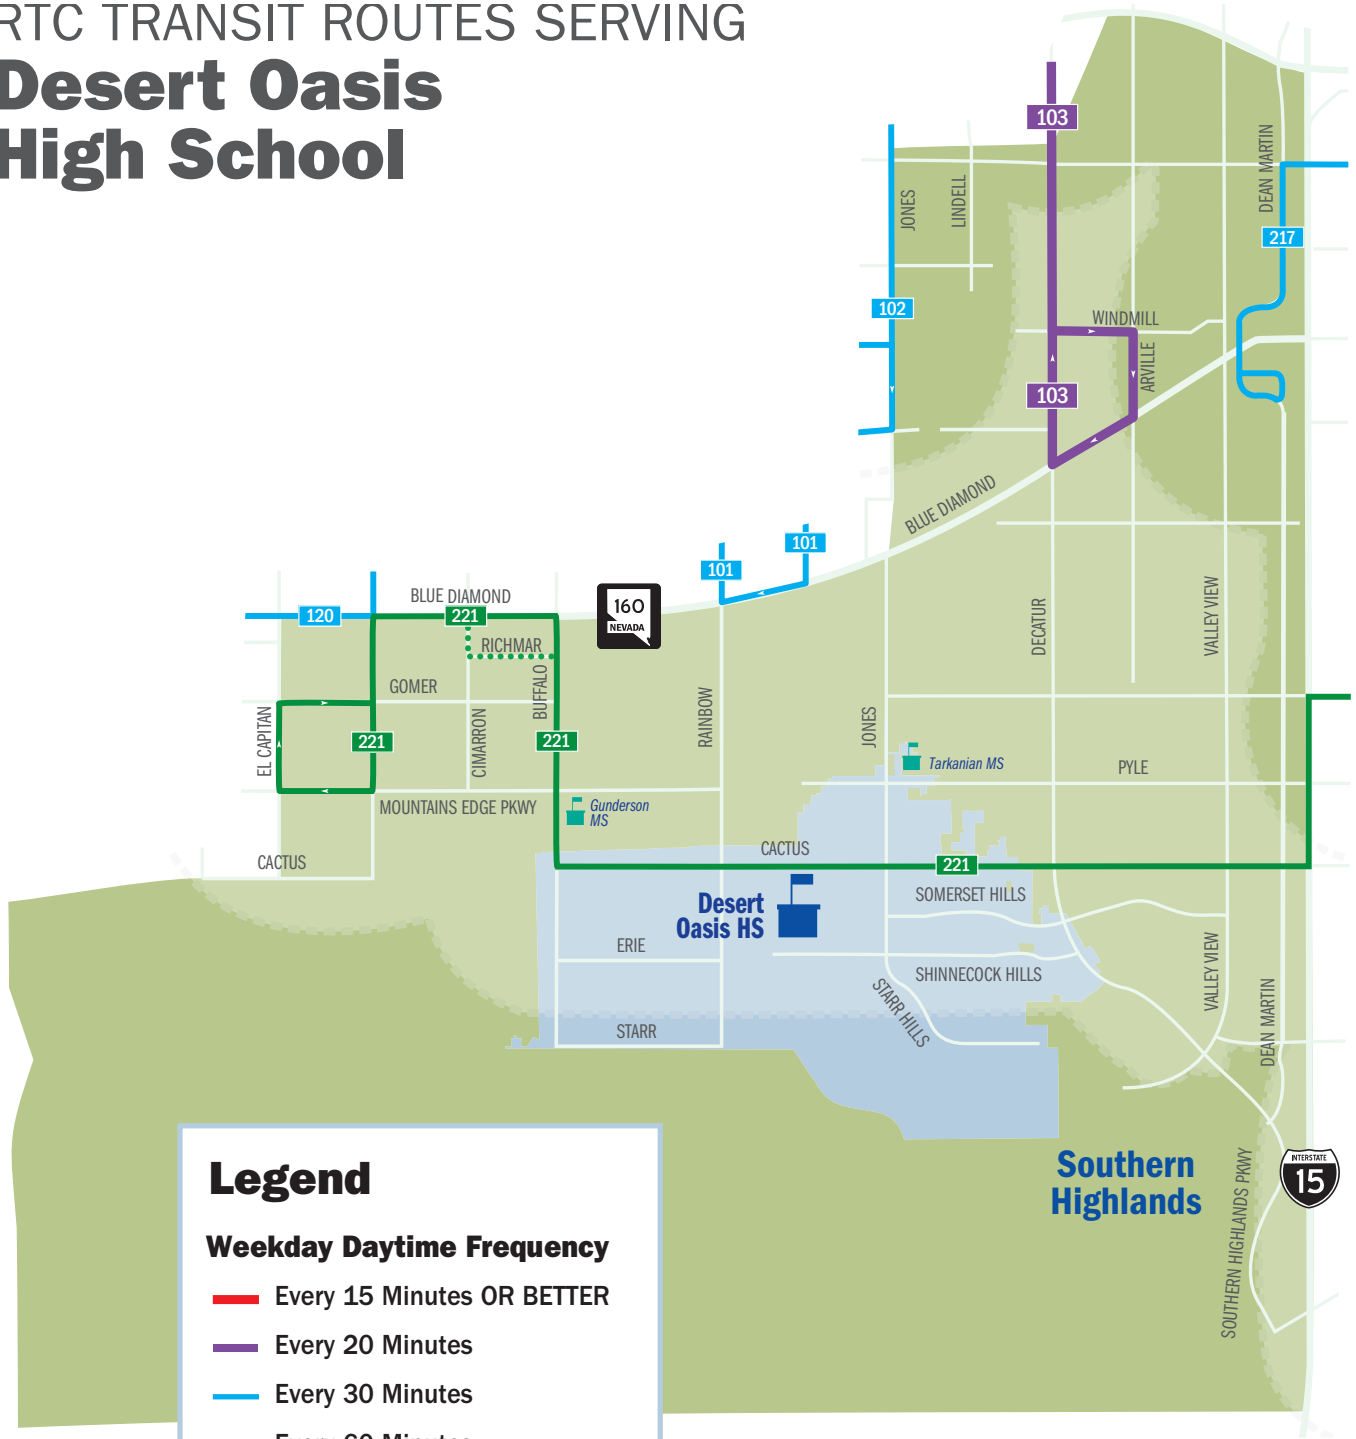 RTC TRANSIT ROUTES SERVING
Desert Oasis
High School
103
DEAN MARTIN
JONES
LINDELL
217
102
WINDMILL
ARVILLE
103
BLUE DIAMOND
101
101
120
BLUE DIAMOND
221
160
NEVADA
RICHMAR
DECATUR
VALLEY VIEW
GOMER
BUFFALO
RAINBOW
EL CAPITAN
221
CIMARRON
221
JONES
Tarkanian MS
PYLE
MOUNTAINS EDGE PKWY
Gunderson
MS
CACTUS
CACTUS
221
Desert
Oasis HS
SOMERSET HILLS
ERIE
SHINNECOCK HILLS
VALLEY VIEW
STARR HILLS
STARR
DEAN MARTIN
Southern
Highlands
INTERSTATE
15
SOUTHERN HIGHLANDS PKWY
Legend
Weekday Daytime Frequency
Every 15 Minutes OR BETTER
Every 20 Minutes
Every 30 Minutes
Every 60 Minutes